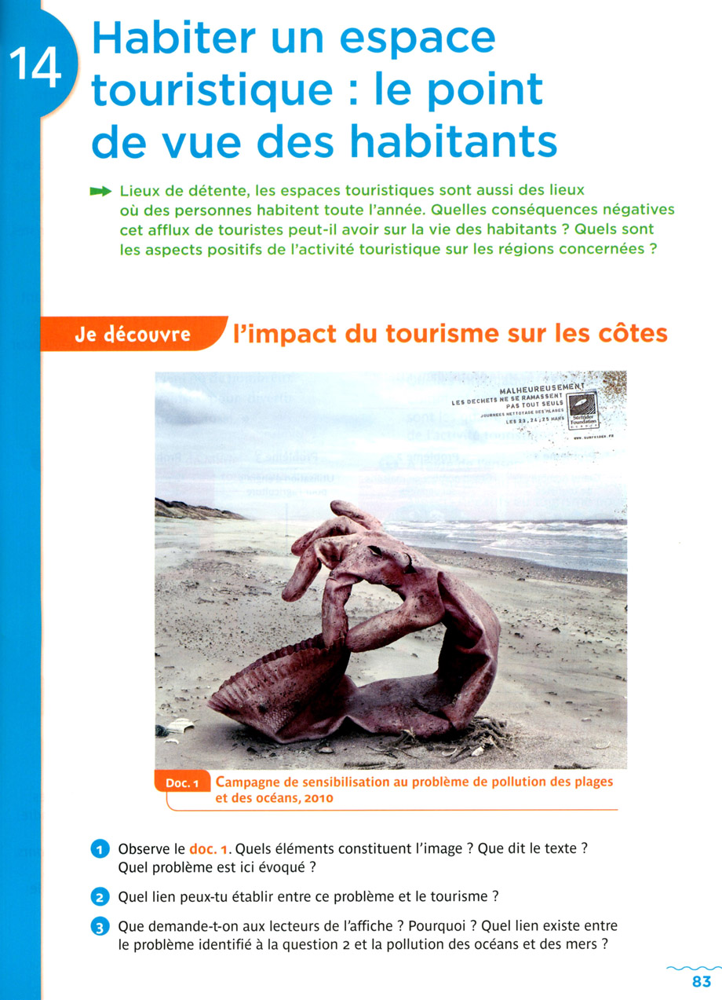 14
Habiter un espace
touristique : le point
de vue des habitants
Lieux de détente, les espaces touristiques sont aussi des lieux
où des personnes habitent toute l'année. Quelles conséquences négatives
cet afflux de touristes peut-il avoir sur la vie des habitants ? Quels sont
les aspects positifs de l'activité touristique sur les régions concernées ?
Je découvre l'impact du tourisme sur les côtes
MALHEUREUSEMENT
LES DECHETS NE SE RAMASSENT
PAS TOUT SEULS
JOURNEES NETTOYAGE DES PLAGES
LES 23, 24 & 25 MARS
Surfrider
Foundation
EUROPE
WWW.SURFRIDER.FR
Doc. 1 Campagne de sensibilisation au problème de pollution des plages
et des océans, 2010
1 Observe le doc. 1. Quels éléments constituent l'image ? Que dit le texte ?
Quel problème est ici évoqué ?
2 Quel lien peux-tu établir entre ce problème et le tourisme ?
3 Que demande-t-on aux lecteurs de l'affiche ? Pourquoi ? Quel lien existe entre
le problème identifié à la question 2 et la pollution des océans et des mers ?
83